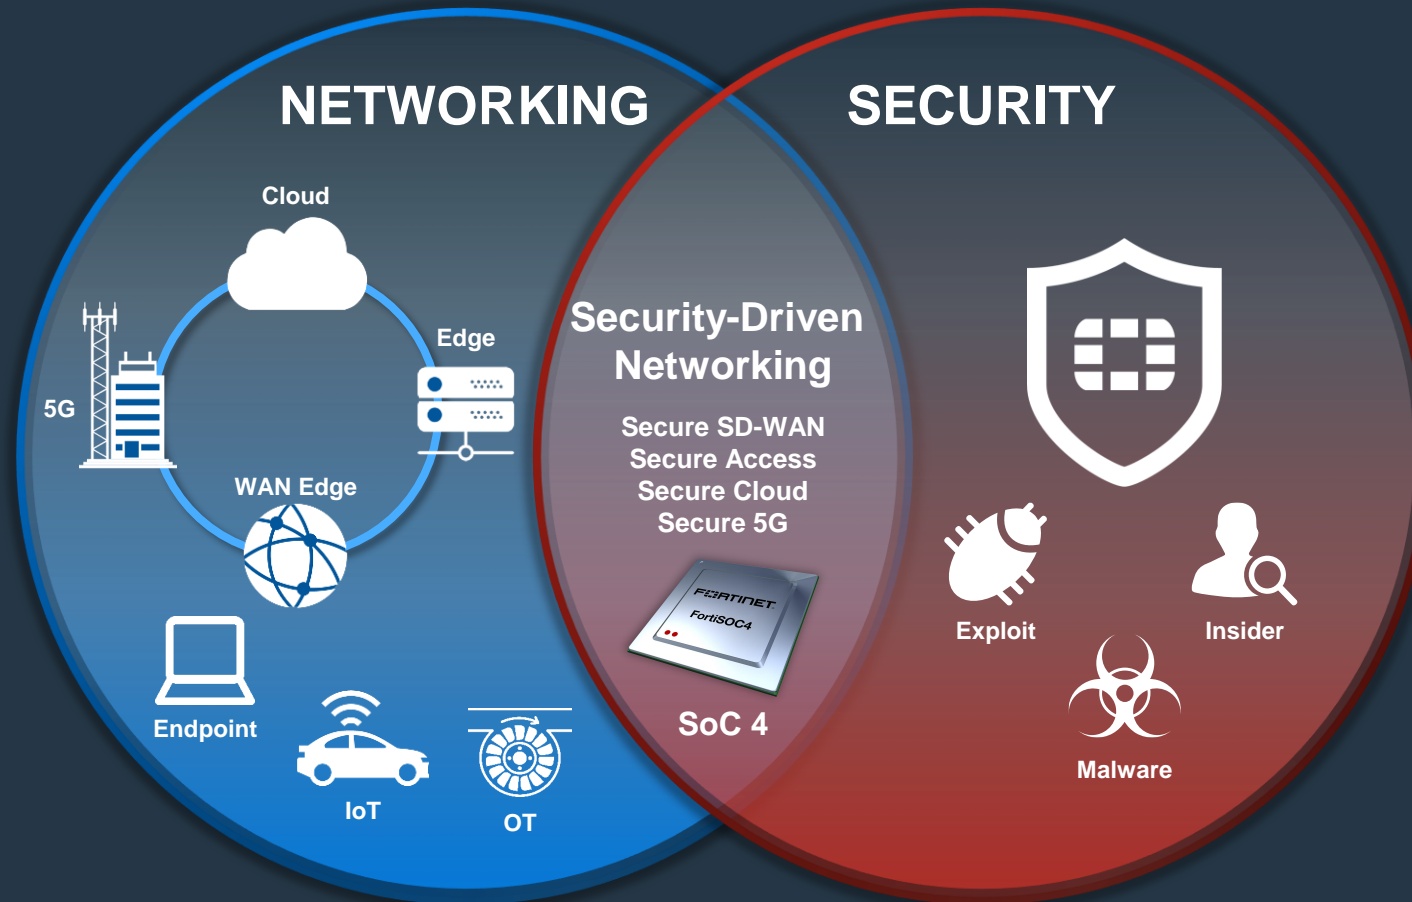 NETWORKING
SECURITY
Cloud
Edge
5G
WAN Edge
Endpoint
IoT
OT
Security-Driven
Networking
Secure SD-WAN
Secure Access
Secure Cloud
Secure 5G
FORTINET
FortiSOC4
SoC 4
Exploit
Insider
Malware